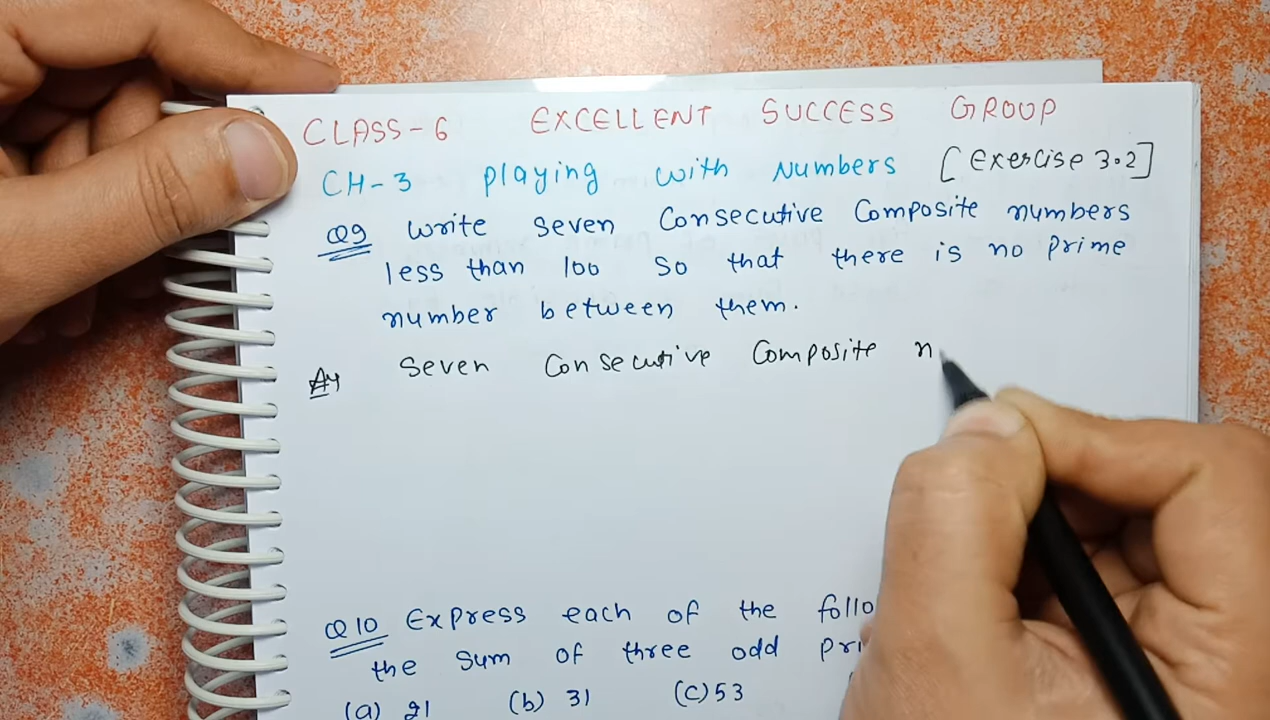 CLASS-6 EXCELLENT SUCCESS GROUP
CH-3 Playing with Numbers [Exercise 3.2]
Q9 Write seven Consecutive Composite numbers
less than 100 so that there is no prime
number between them.
Seven Consecutive Composite n
Q10 Express each of the follo
the sum of three odd pri
(a) 21 (b) 31 (c) 53